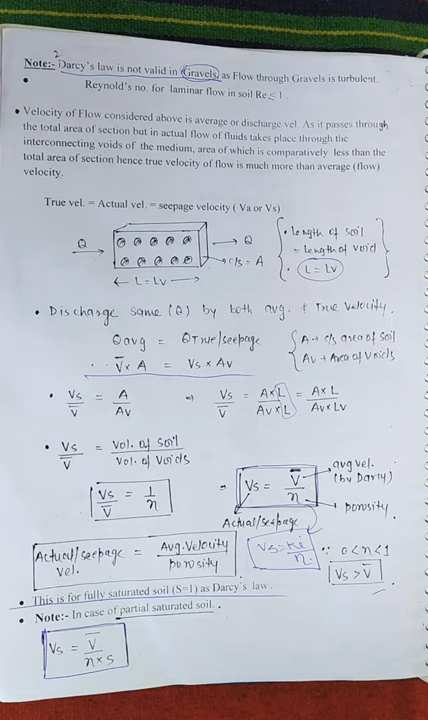 2
Note:- Darcy's law is not valid in Gravels, as Flow through Gravels is turbulent.
• Reynold's no. for laminar flow in soil Re ≤ 1.
• Velocity of Flow considered above is average or discharge vel. As it passes through
the total area of section but in actual flow of fluids takes place through the
interconnecting voids of the medium, area of which is comparatively less than the
total area of section hence true velocity of flow is much more than average (flow)
velocity.
True vel. = Actual vel. = seepage velocity ( Va or Vs)
Q → → Q
C/s = A
← L = Lv →
• Length of soil
= Length of void
• L = Lv
• Discharge same (Q) by both avg. & True velocity.
Qavg = QTrue/seepage
V̅ x A = Vs x Av
A → c/s area of soil
Av → Area of voids
• Vs/V̅ = A/Av ⇒ Vs/V̅ = A×L/Av×L = A×L/Av×Lv
• Vs/V̅ = Vol. of soil/Vol. of voids
Vs/V̅ = 1/n ⇒ Vs = V̅/n
avg vel.
(by Darcy)
porosity
Actual/seepage
Actual/seepage vel. = Avg. Velocity/porosity
Vs = Ki/n
∵ 0 < n < 1
Vs > V̅
• This is for fully saturated soil (S=1) as Darcy's law .
• Note:- In case of partial saturated soil. .
Vs = V̅/n×s